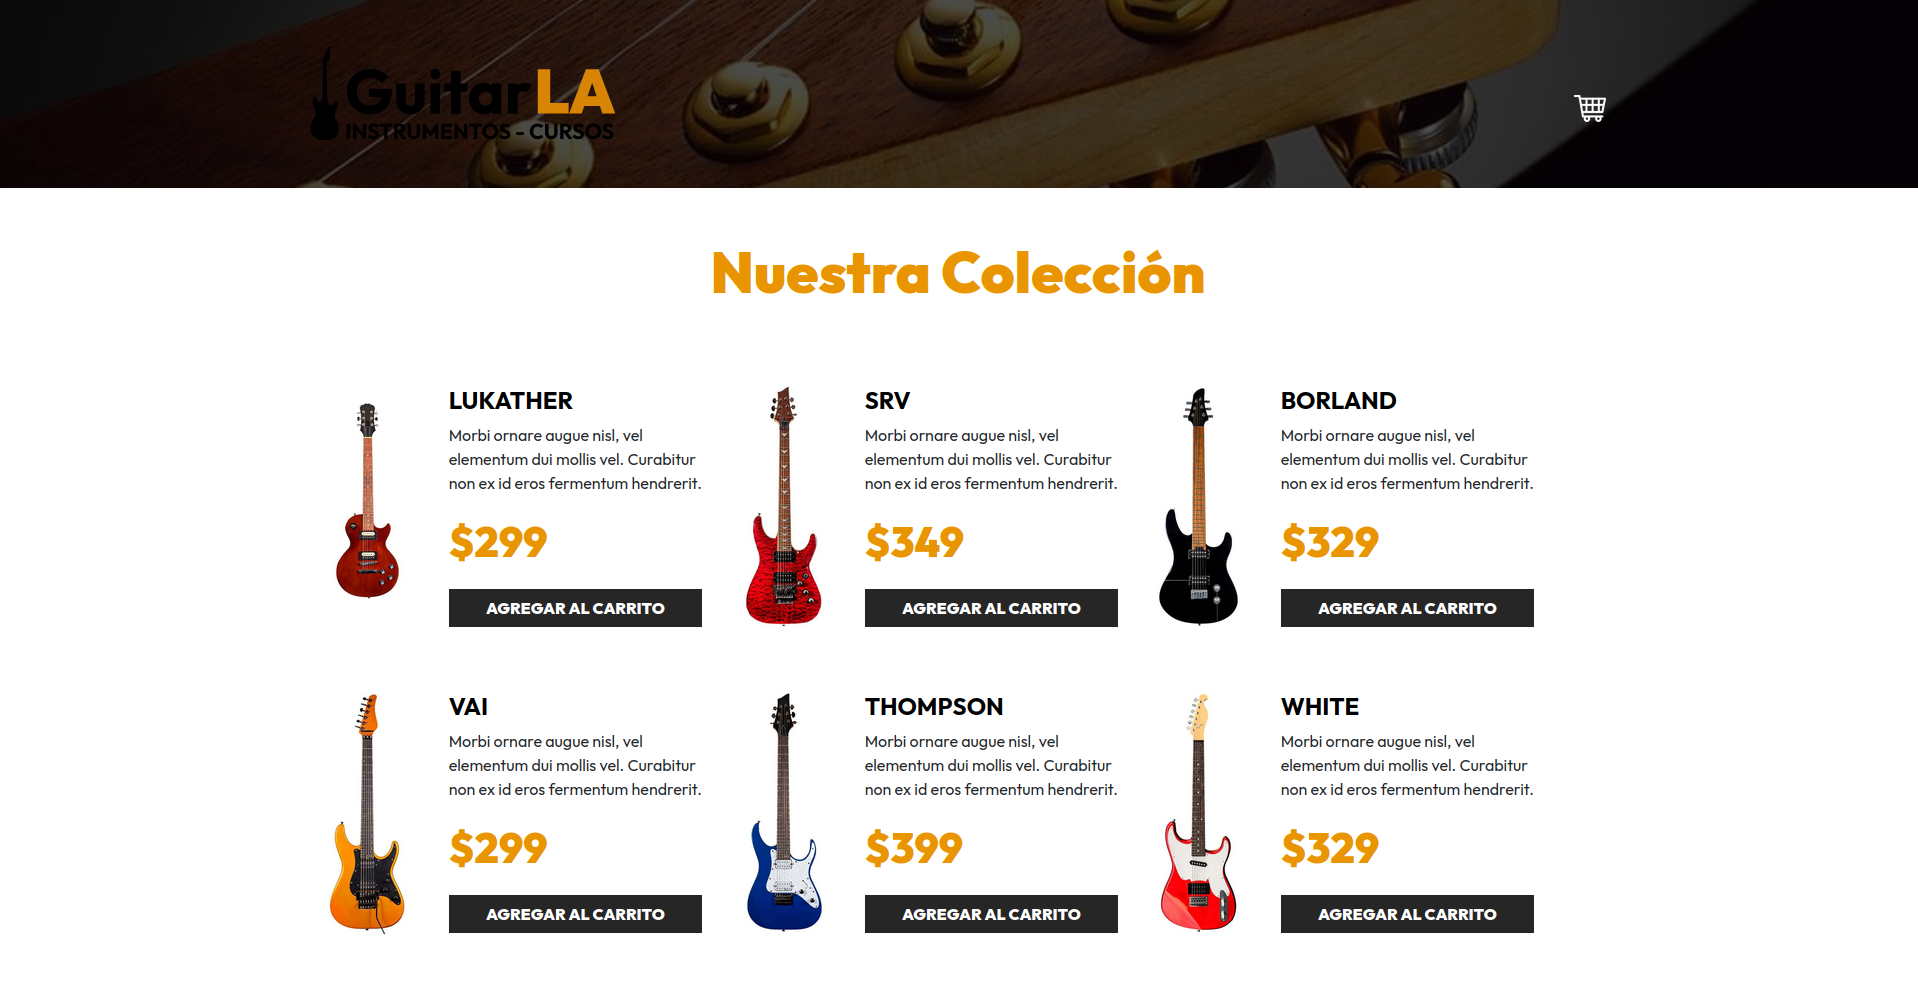 GuitarLA
INSTRUMENTOS - CURSOS
Nuestra Colección
LUKATHER
Morbi ornare augue nisl, vel
elementum dui mollis vel. Curabitur
non ex id eros fermentum hendrerit.
$299
AGREGAR AL CARRITO
SRV
Morbi ornare augue nisl, vel
elementum dui mollis vel. Curabitur
non ex id eros fermentum hendrerit.
$349
AGREGAR AL CARRITO
BORLAND
Morbi ornare augue nisl, vel
elementum dui mollis vel. Curabitur
non ex id eros fermentum hendrerit.
$329
AGREGAR AL CARRITO
VAI
Morbi ornare augue nisl, vel
elementum dui mollis vel. Curabitur
non ex id eros fermentum hendrerit.
$299
AGREGAR AL CARRITO
THOMPSON
Morbi ornare augue nisl, vel
elementum dui mollis vel. Curabitur
non ex id eros fermentum hendrerit.
$399
AGREGAR AL CARRITO
WHITE
Morbi ornare augue nisl, vel
elementum dui mollis vel. Curabitur
non ex id eros fermentum hendrerit.
$329
AGREGAR AL CARRITO